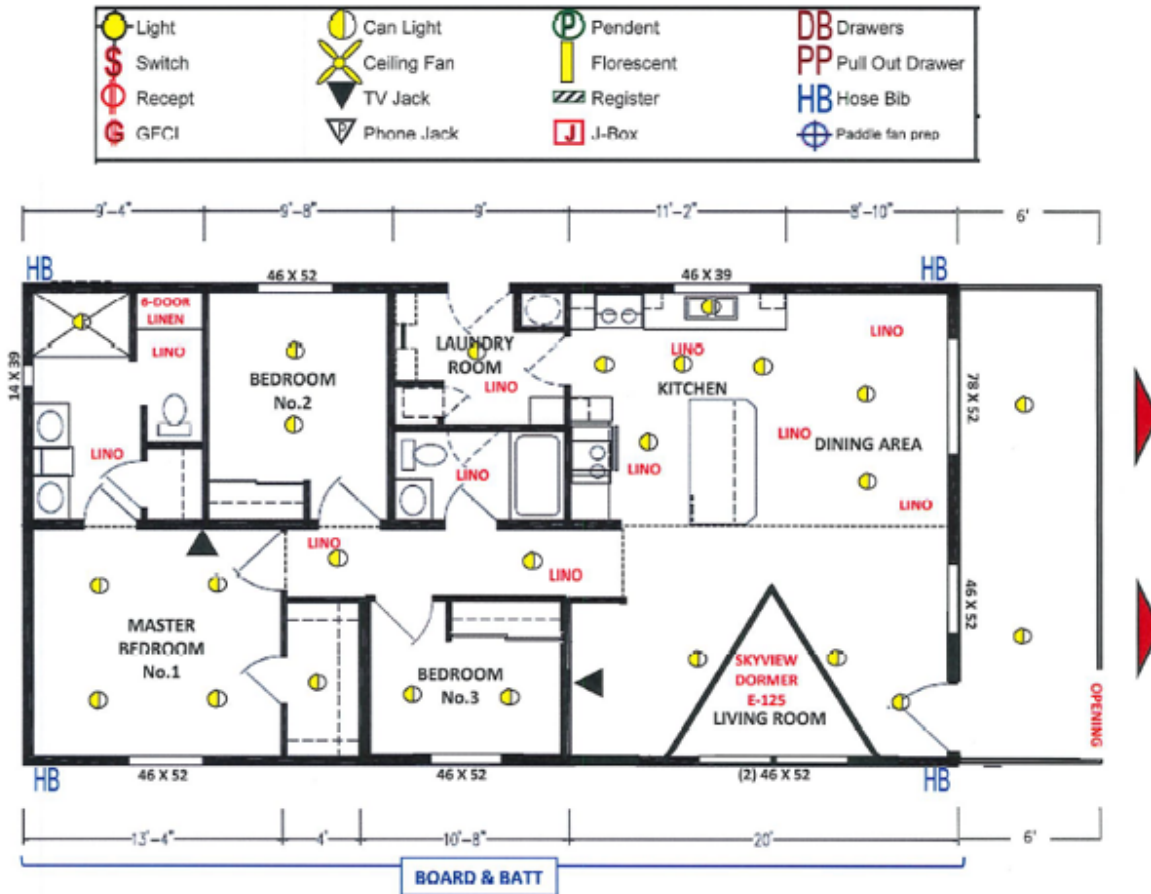 Light
Can Light
Pendent
DB Drawers
S Switch
Ceiling Fan
Florescent
PP Pull Out Drawer
Recept
TV Jack
Register
HB Hose Bib
G GFCI
P Phone Jack
J J-Box
Paddle fan prep
9'-4"
9'-8"
9'
11'-2"
8'-10"
6'
HB
46 X 52
46 X 39
HB
6-DOOR
LINEN
LINO
14 X 39
LINO
BEDROOM
No.2
LAUNDRY
ROOM
LINO
LINO
LINO
KITCHEN
LINO
LINO
DINING AREA
LINO
LINO
78 X 52
LINO
LINO
46 X 52
MASTER
BEDROOM
No.1
BEDROOM
No.3
SKYVIEW
DORMER
E-125
LIVING ROOM
OPENING
HB
46 X 52
46 X 52
(2) 46 X 52
HB
13'-4"
4'
10'-8"
20'
6'
BOARD & BATT